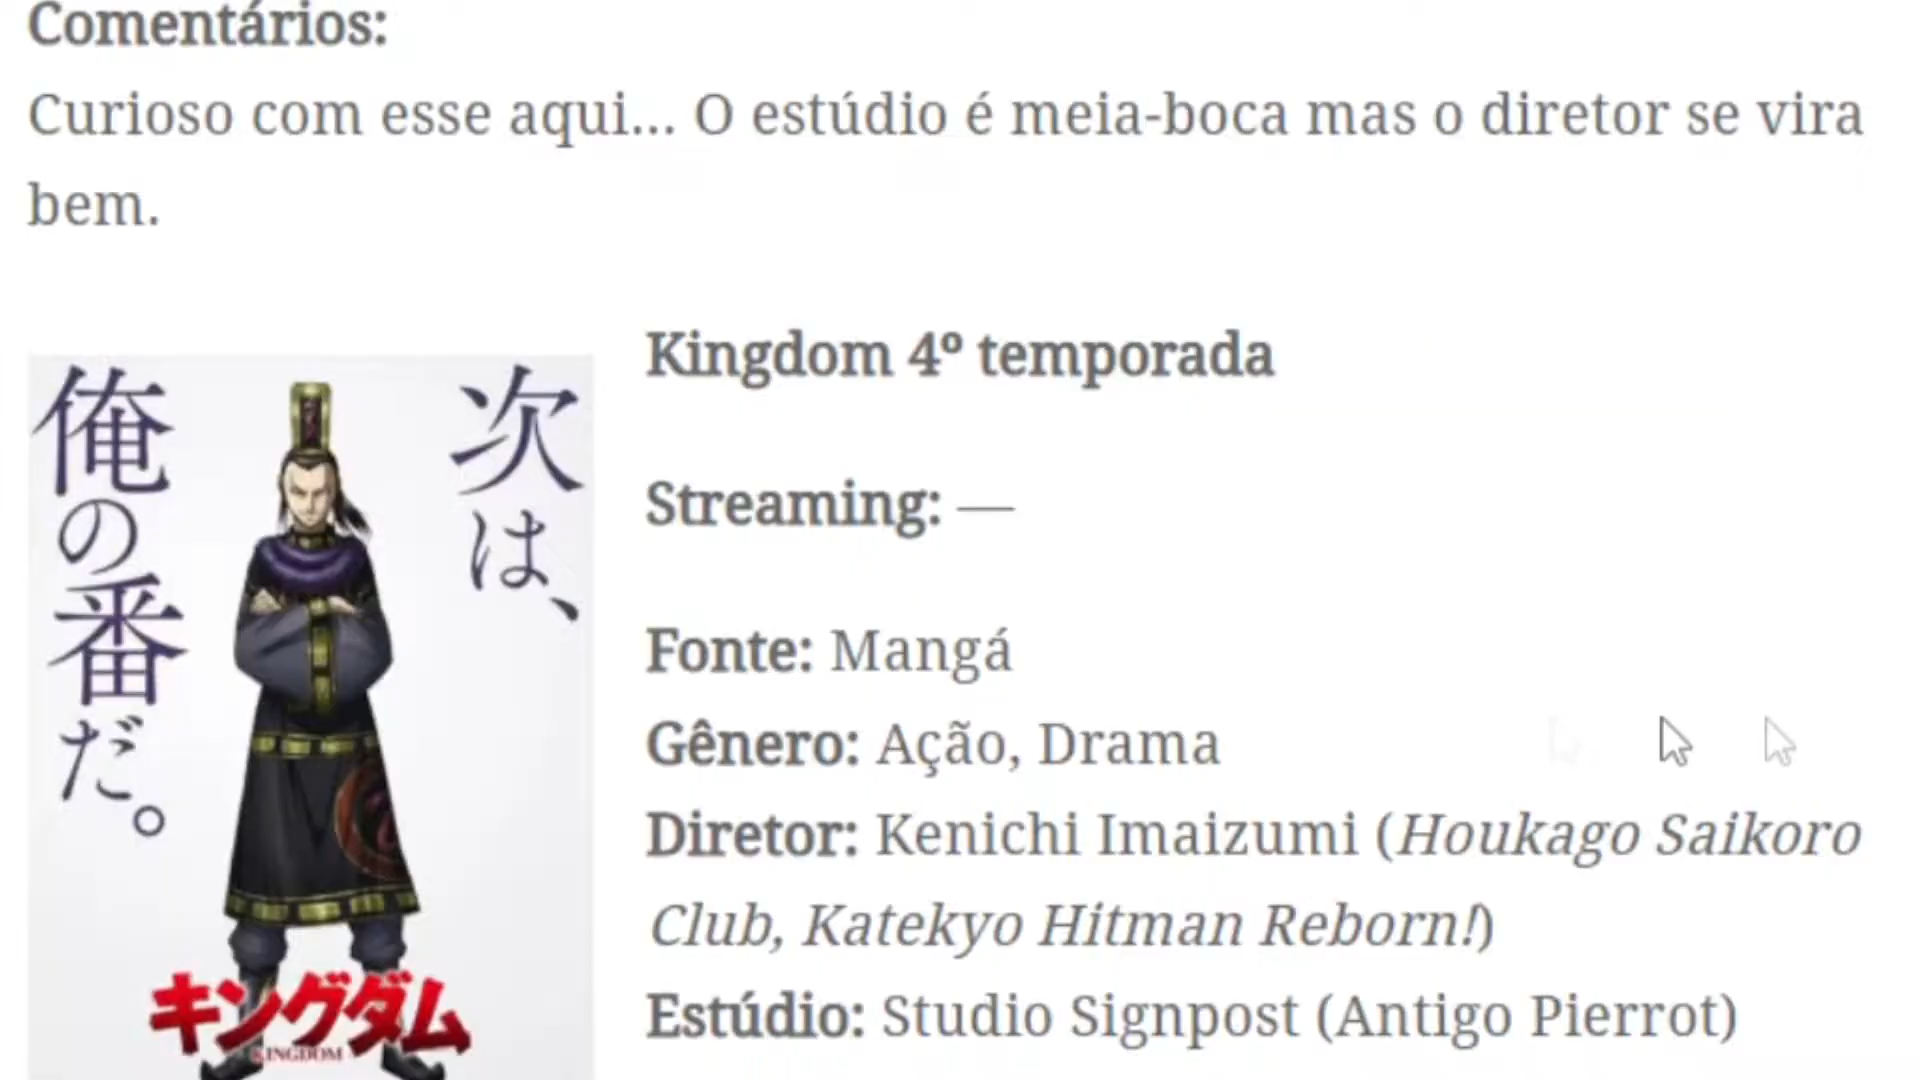 Comentários:
Curioso com esse aqui... O estúdio é meia-boca mas o diretor se vira
bem.
次は、
俺の番だ。
キングダム
KINGDOM
Kingdom 4º temporada
Streaming: —
Fonte: Mangá
Gênero: Ação, Drama
Diretor: Kenichi Imaizumi (Houkago Saikoro
Club, Katekyo Hitman Reborn!)
Estúdio: Studio Signpost (Antigo Pierrot)